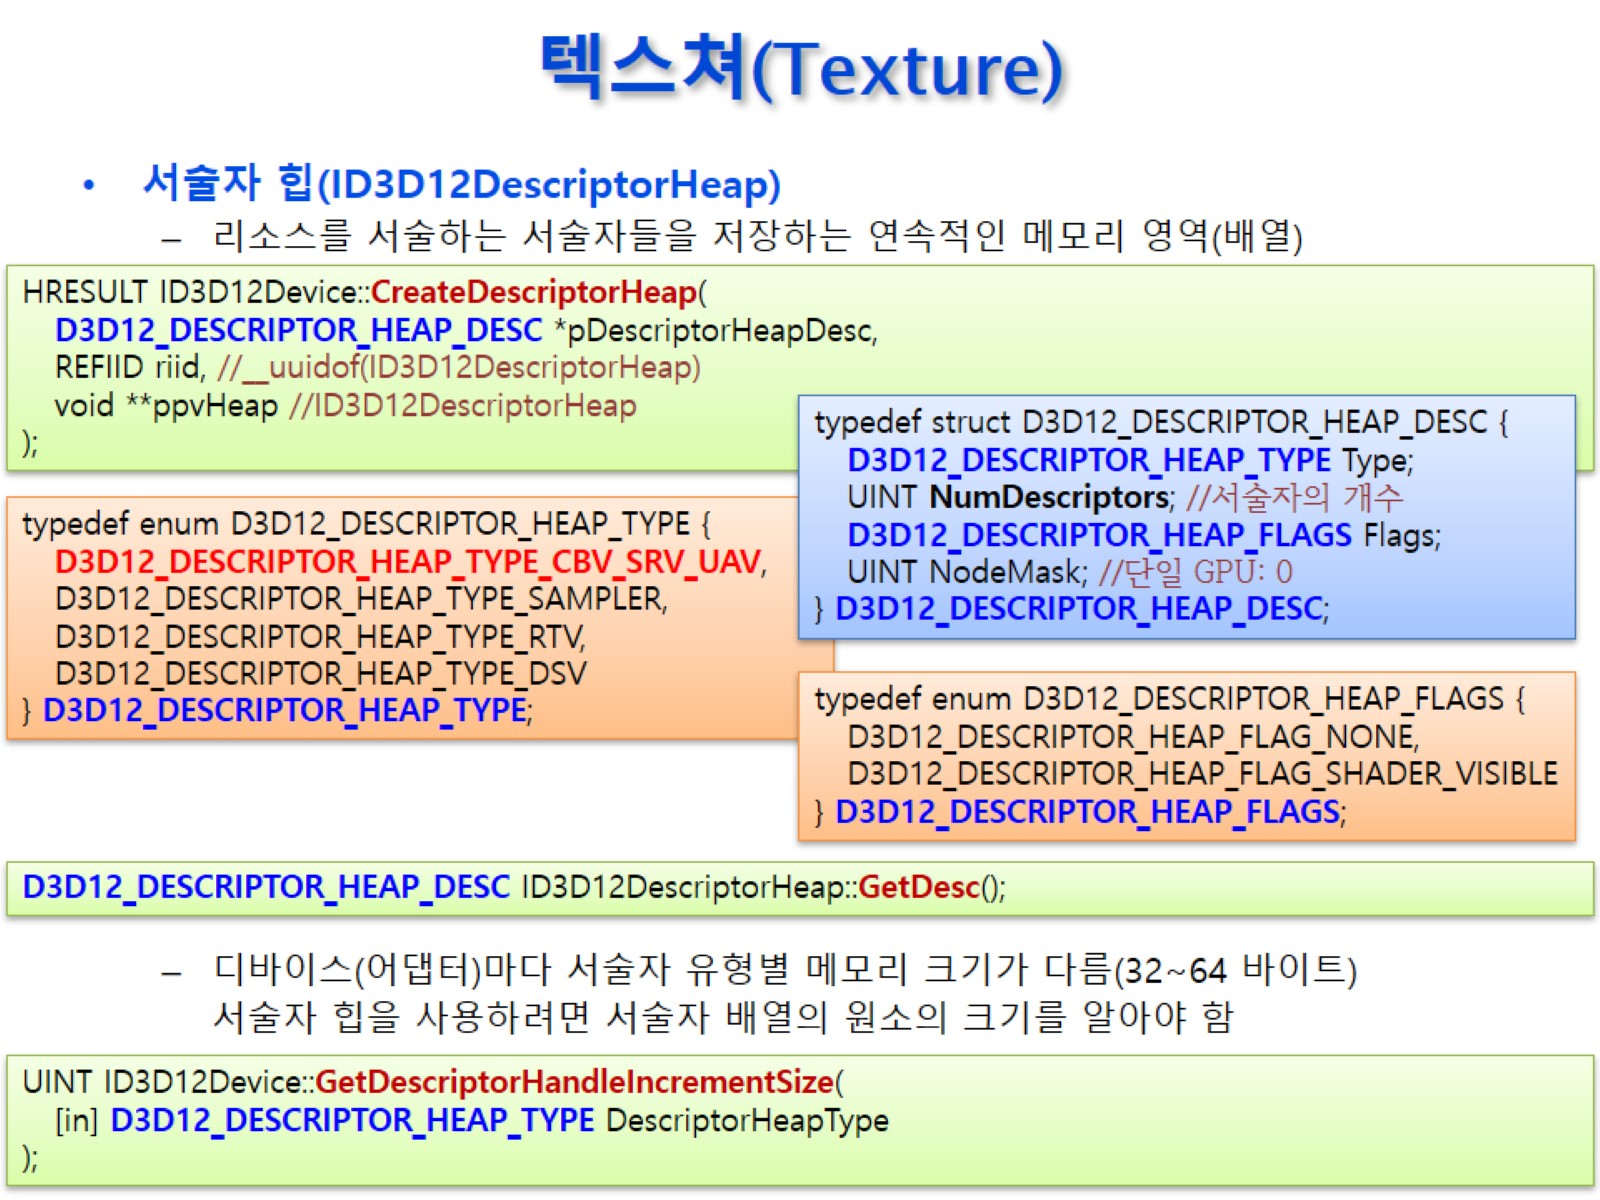 텍스쳐(Texture)
• 서술자 힙(ID3D12DescriptorHeap)
– 리소스를 서술하는 서술자들을 저장하는 연속적인 메모리 영역(배열)
HRESULT ID3D12Device::CreateDescriptorHeap(
D3D12_DESCRIPTOR_HEAP_DESC *pDescriptorHeapDesc,
REFIID riid, //__uuidof(ID3D12DescriptorHeap)
void **ppvHeap //ID3D12DescriptorHeap
);
typedef struct D3D12_DESCRIPTOR_HEAP_DESC {
D3D12_DESCRIPTOR_HEAP_TYPE Type;
UINT NumDescriptors; //서술자의 개수
D3D12_DESCRIPTOR_HEAP_FLAGS Flags;
UINT NodeMask; //단일 GPU: 0
} D3D12_DESCRIPTOR_HEAP_DESC;
typedef enum D3D12_DESCRIPTOR_HEAP_TYPE {
D3D12_DESCRIPTOR_HEAP_TYPE_CBV_SRV_UAV,
D3D12_DESCRIPTOR_HEAP_TYPE_SAMPLER,
D3D12_DESCRIPTOR_HEAP_TYPE_RTV,
D3D12_DESCRIPTOR_HEAP_TYPE_DSV
} D3D12_DESCRIPTOR_HEAP_TYPE;
typedef enum D3D12_DESCRIPTOR_HEAP_FLAGS {
D3D12_DESCRIPTOR_HEAP_FLAG_NONE,
D3D12_DESCRIPTOR_HEAP_FLAG_SHADER_VISIBLE
} D3D12_DESCRIPTOR_HEAP_FLAGS;
D3D12_DESCRIPTOR_HEAP_DESC ID3D12DescriptorHeap::GetDesc();
– 디바이스(어댑터)마다 서술자 유형별 메모리 크기가 다름(32~64 바이트)
서술자 힙을 사용하려면 서술자 배열의 원소의 크기를 알아야 함
UINT ID3D12Device::GetDescriptorHandleIncrementSize(
[in] D3D12_DESCRIPTOR_HEAP_TYPE DescriptorHeapType
);